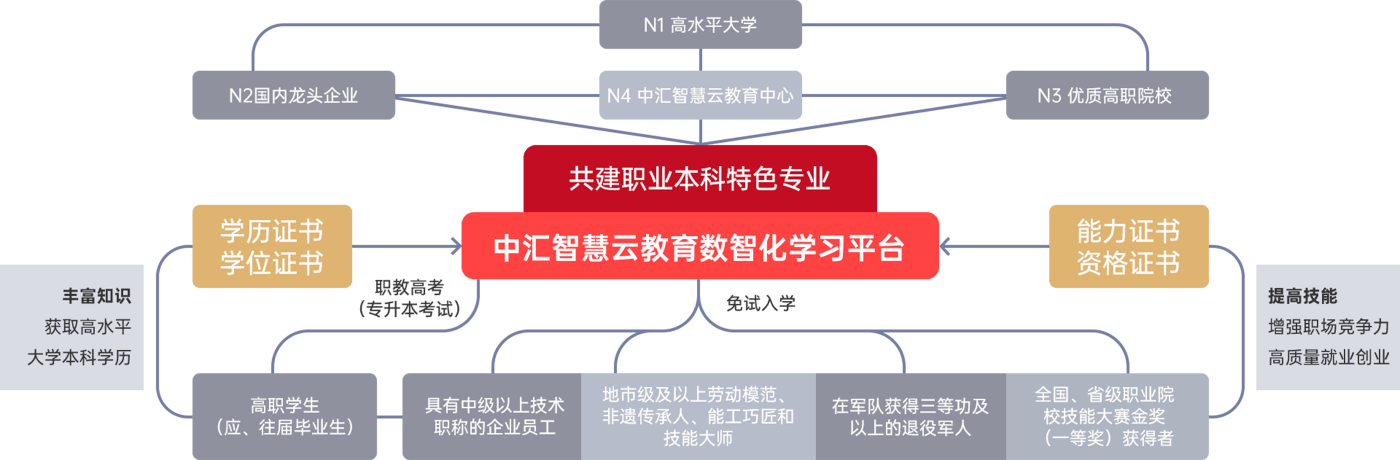 N1 高水平大学
N2国内龙头企业
N4 中汇智慧云教育中心
N3 优质高职院校
共建职业本科特色专业
中汇智慧云教育数智化学习平台
学历证书
学位证书
能力证书
资格证书
职教高考
（专升本考试）
免试入学
丰富知识
获取高水平
大学本科学历
提高技能
增强职场竞争力
高质量就业创业
高职学生
（应、往届毕业生）
具有中级以上技术
职称的企业员工
地市级及以上劳动模范、
非遗传承人、能工巧匠和
技能大师
在军队获得三等功及
以上的退役军人
全国、省级职业院
校技能大赛金奖
（一等奖）获得者